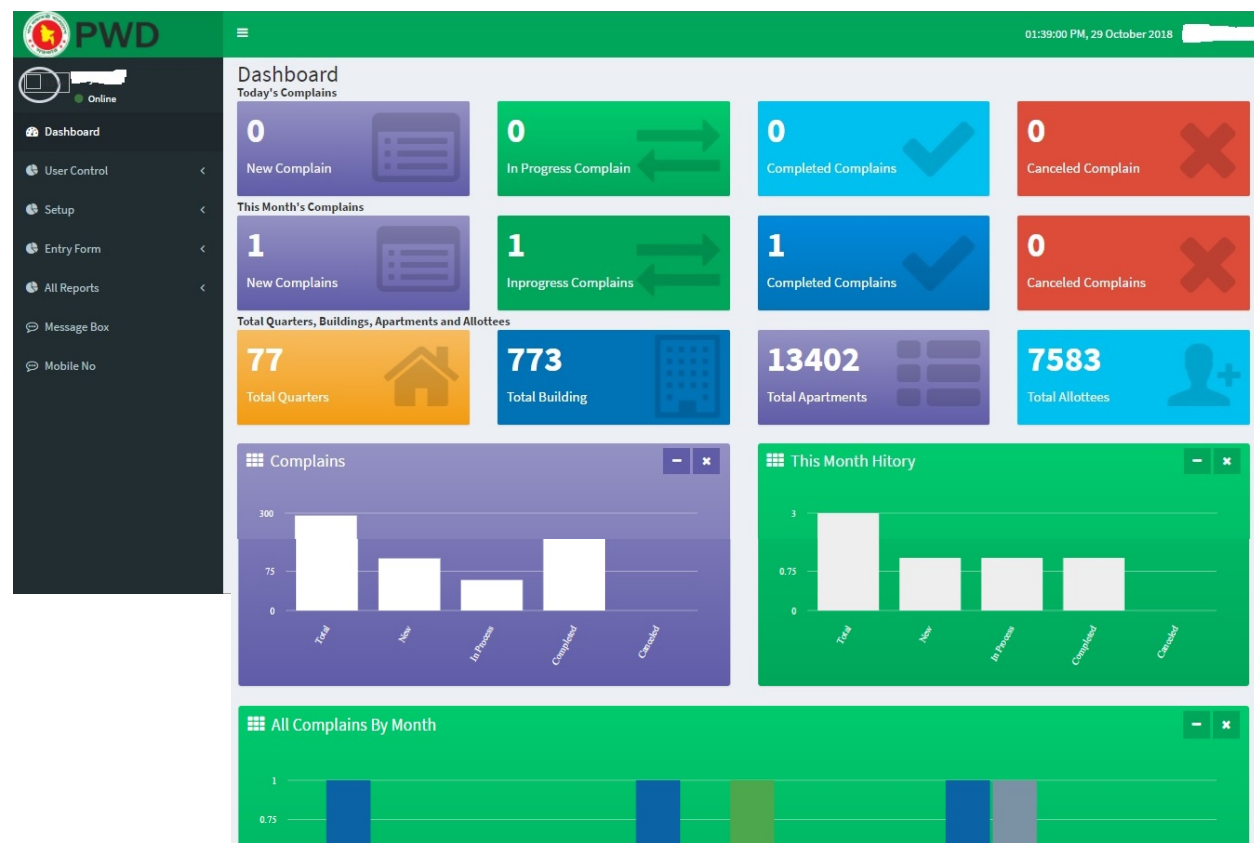 PWD
01:39:00 PM, 29 October 2018
Online
Dashboard
User Control
Setup
Entry Form
All Reports
Message Box
Mobile No
Dashboard
Today's Complains
0
New Complain
0
In Progress Complain
0
Completed Complains
0
Canceled Complain
This Month's Complains
1
New Complains
1
Inprogress Complains
1
Completed Complains
0
Canceled Complains
Total Quarters, Buildings, Apartments and Allottees
77
Total Quarters
773
Total Building
13402
Total Apartments
7583
Total Allottees
Complains
300
75
0
Total
New
In Process
Completed
Canceled
This Month Hitory
3
0.75
0
Total
New
In Process
Completed
Canceled
All Complains By Month
1
0.75